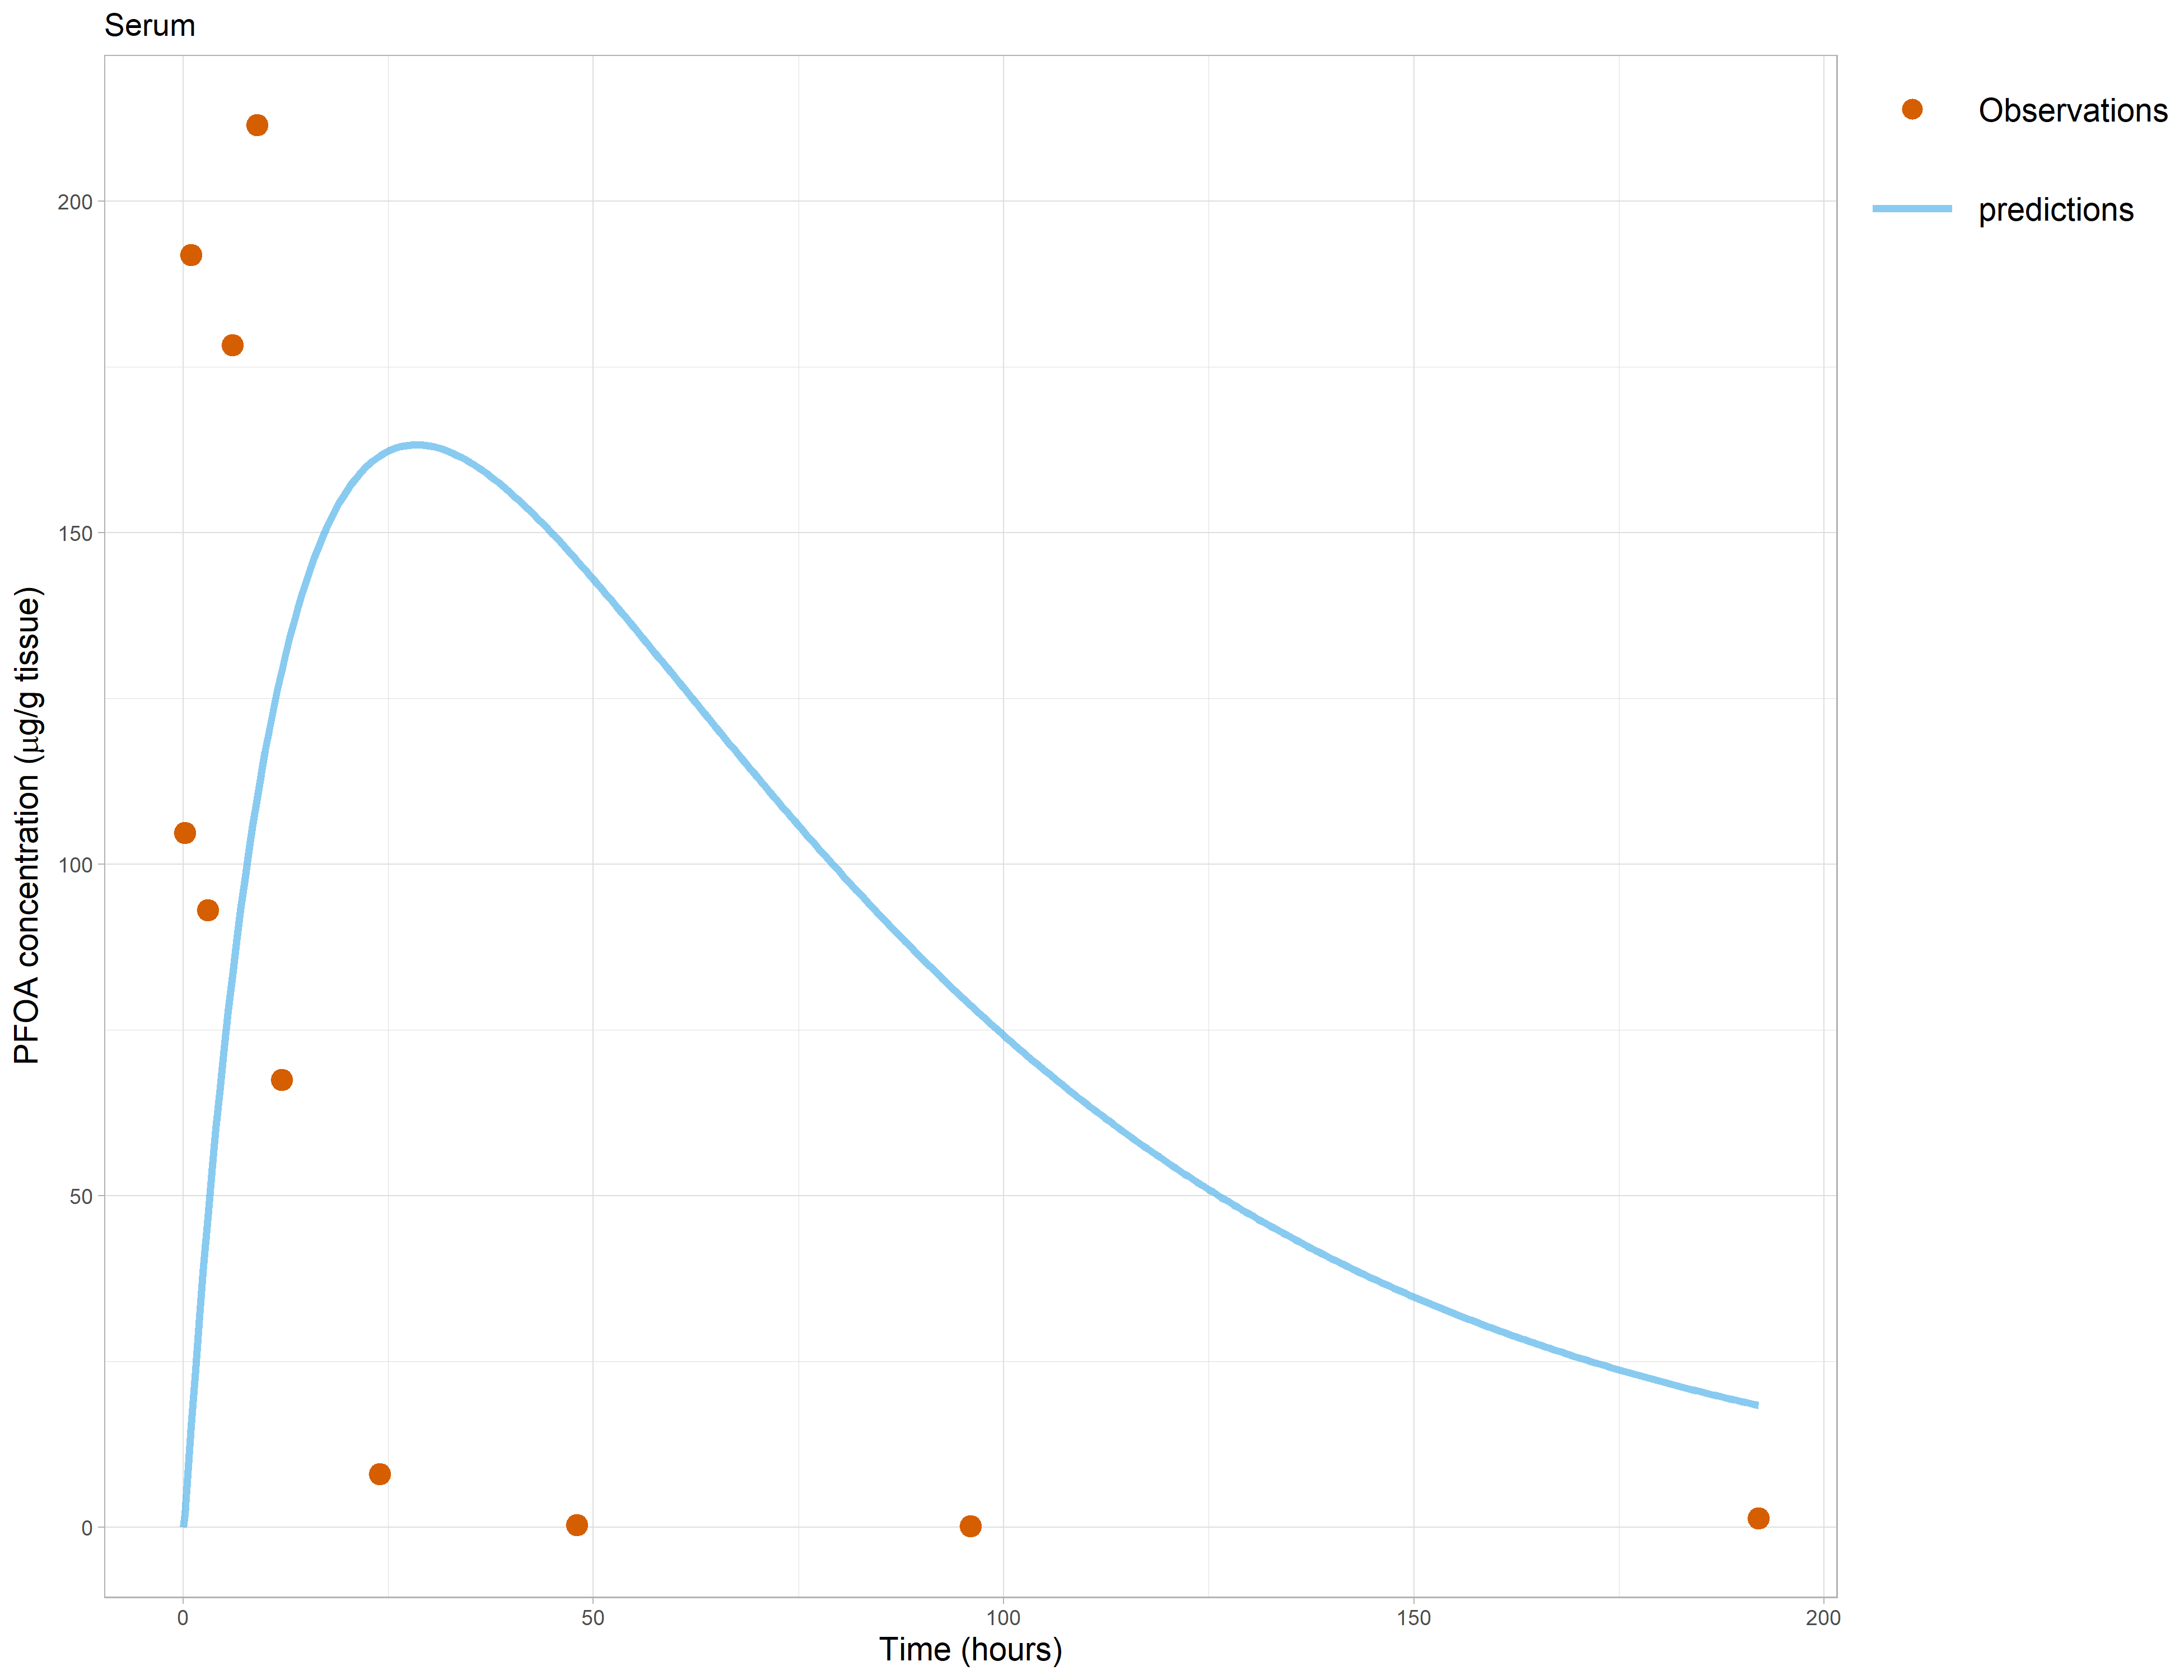 Serum
Observations
predictions
PFOA concentration (μg/g tissue)
200
150
100
50
0
0 50 100 150 200
Time (hours)